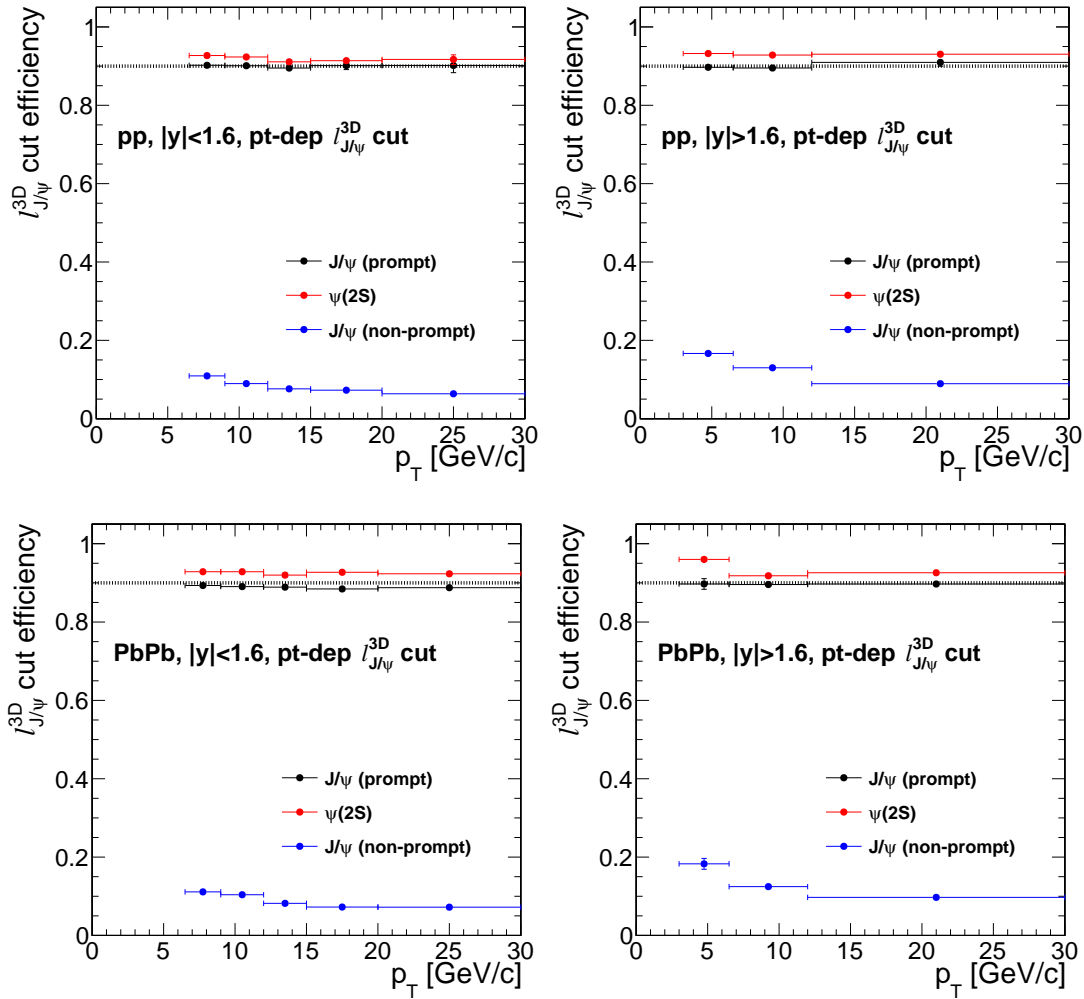 l^3D_J/ψ cut efficiency
1
0.8
0.6
0.4
0.2
0
pp, |y|<1.6, pt-dep l^3D_J/ψ cut
J/ψ (prompt)
ψ(2S)
J/ψ (non-prompt)
0 5 10 15 20 25 30
p_T [GeV/c]
l^3D_J/ψ cut efficiency
1
0.8
0.6
0.4
0.2
0
pp, |y|>1.6, pt-dep l^3D_J/ψ cut
J/ψ (prompt)
ψ(2S)
J/ψ (non-prompt)
0 5 10 15 20 25 30
p_T [GeV/c]
l^3D_J/ψ cut efficiency
1
0.8
0.6
0.4
0.2
0
PbPb, |y|<1.6, pt-dep l^3D_J/ψ cut
J/ψ (prompt)
ψ(2S)
J/ψ (non-prompt)
0 5 10 15 20 25 30
p_T [GeV/c]
l^3D_J/ψ cut efficiency
1
0.8
0.6
0.4
0.2
0
PbPb, |y|>1.6, pt-dep l^3D_J/ψ cut
J/ψ (prompt)
ψ(2S)
J/ψ (non-prompt)
0 5 10 15 20 25 30
p_T [GeV/c]